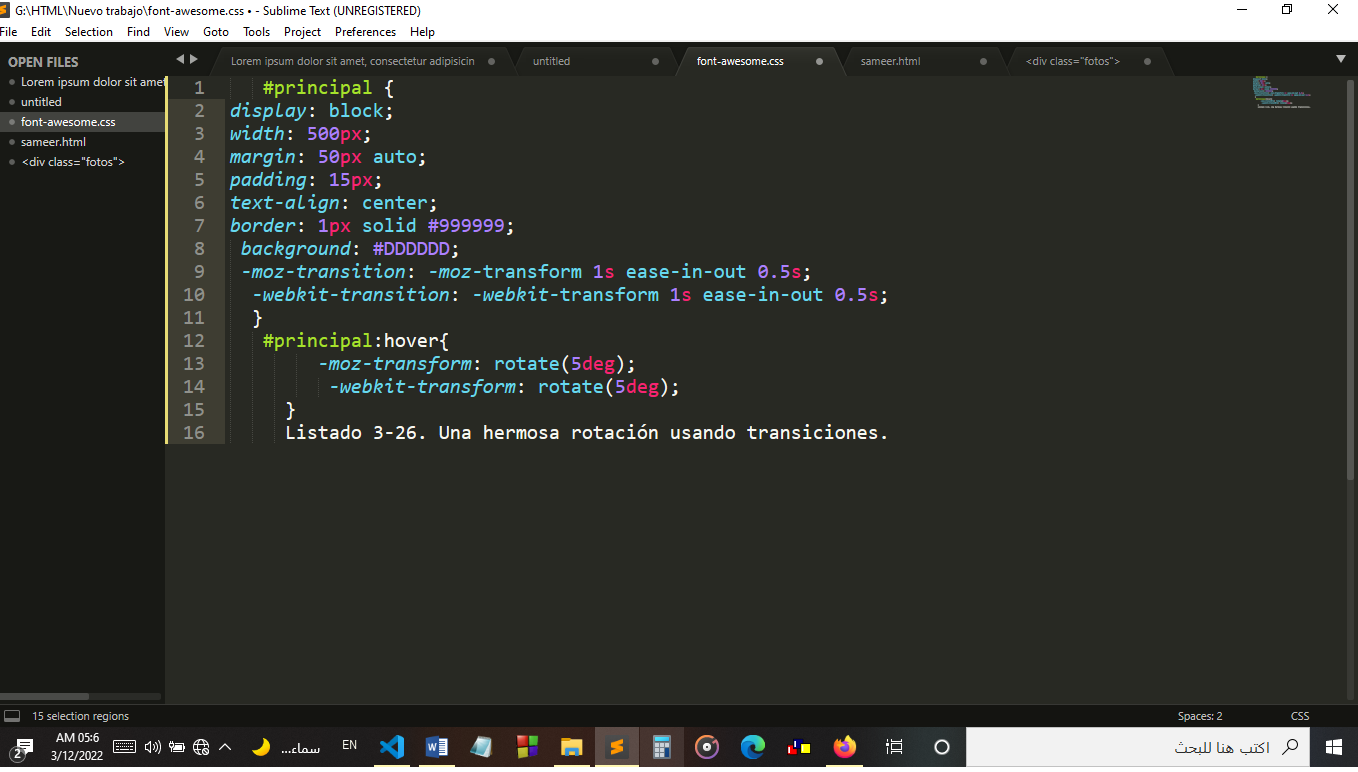 G:\HTML\Nuevo trabajo\font-awesome.css • - Sublime Text (UNREGISTERED)
File Edit Selection Find View Goto Tools Project Preferences Help
OPEN FILES
Lorem ipsum dolor sit amet
untitled
font-awesome.css
sameer.html
<div class="fotos">
Lorem ipsum dolor sit amet, consectetur adipisicin
untitled
font-awesome.css
sameer.html
<div class="fotos">
1 #principal {
2 display: block;
3 width: 500px;
4 margin: 50px auto;
5 padding: 15px;
6 text-align: center;
7 border: 1px solid #999999;
8 background: #DDDDDD;
9 -moz-transition: -moz-transform 1s ease-in-out 0.5s;
10 -webkit-transition: -webkit-transform 1s ease-in-out 0.5s;
11 }
12 #principal:hover{
13 -moz-transform: rotate(5deg);
14 -webkit-transform: rotate(5deg);
15 }
16 Listado 3-26. Una hermosa rotación usando transiciones.
15 selection regions
Spaces: 2
CSS
2
AM 05:6
3/12/2022
سماء...
EN
اكتب هنا للبحث